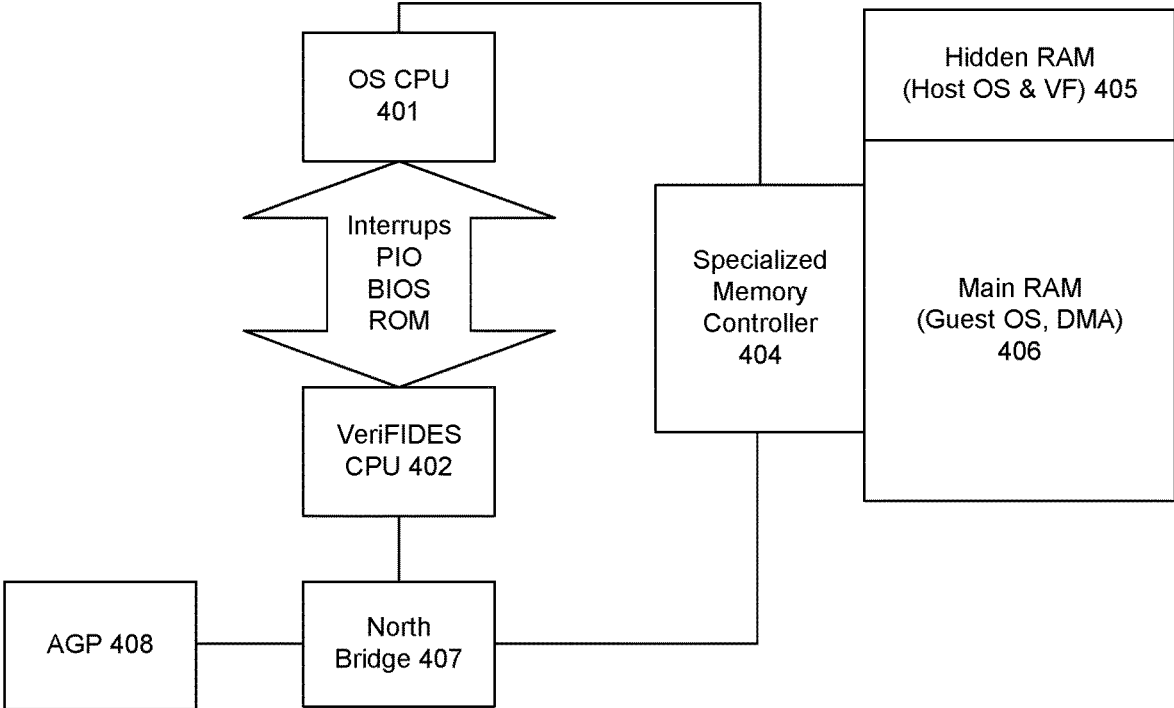 OS CPU
401
Hidden RAM
(Host OS & VF) 405
Interrups
PIO
BIOS
ROM
Specialized
Memory
Controller
404
Main RAM
(Guest OS, DMA)
406
VeriFIDES
CPU 402
AGP 408
North
Bridge 407